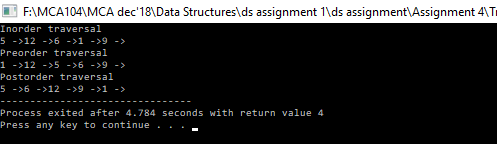 F:\MCA104\MCA dec'18\Data Structures\ds assignment 1\ds assignment\Assignment 4\Tr
Inorder traversal
5 ->12 ->6 ->1 ->9 ->
Preorder traversal
1 ->12 ->5 ->6 ->9 ->
Postorder traversal
5 ->6 ->12 ->9 ->1 ->
--------------------------------
Process exited after 4.784 seconds with return value 4
Press any key to continue . . .